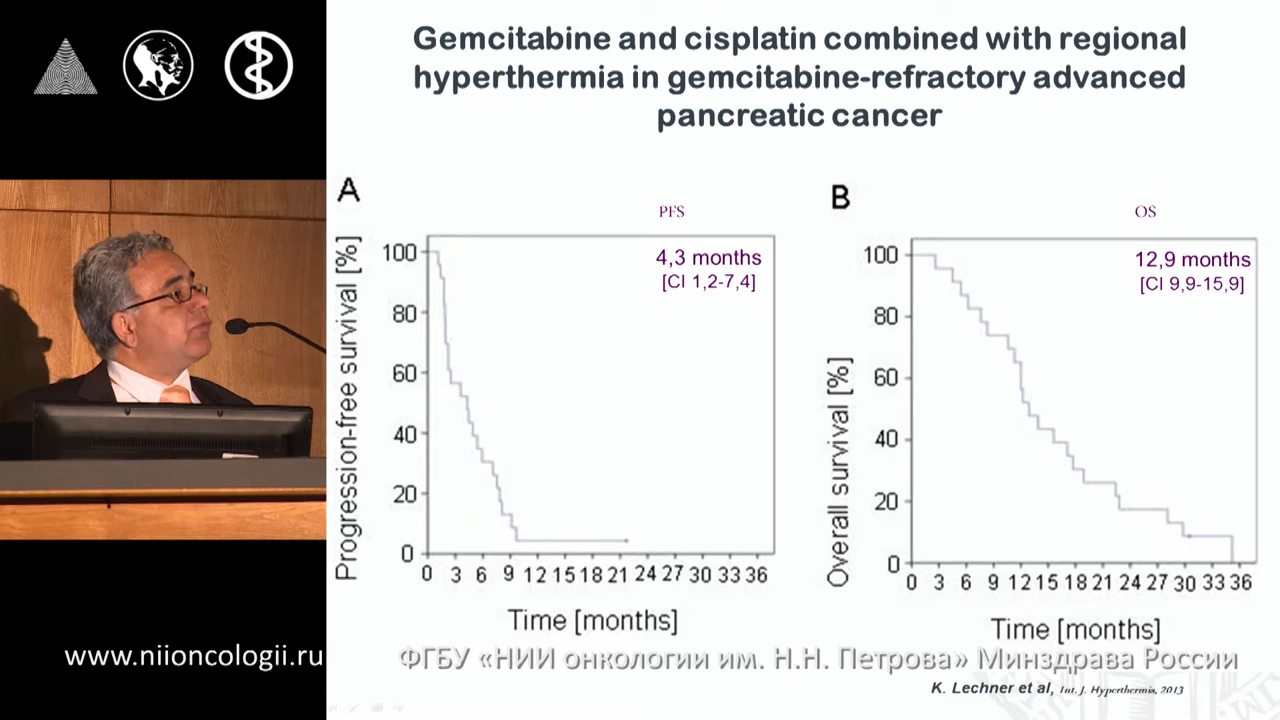 Gemcitabine and cisplatin combined with regional
hyperthermia in gemcitabine-refractory advanced
pancreatic cancer
A
PFS
4,3 months
[CI 1,2-7,4]
Progression-free survival [%]
100
80
60
40
20
0
0 3 6 9 12 15 18 21 24 27 30 33 36
Time [months]
B
OS
12,9 months
[CI 9,9-15,9]
Overall survival [%]
100
80
60
40
20
0
0 3 6 9 12 15 18 21 24 27 30 33 36
Time [months]
www.niioncologii.ru
ФГБУ «НИИ онкологии им. Н.Н. Петрова» Минздрава России
K. Lechner et al, Int. J. Hyperthermia, 2013